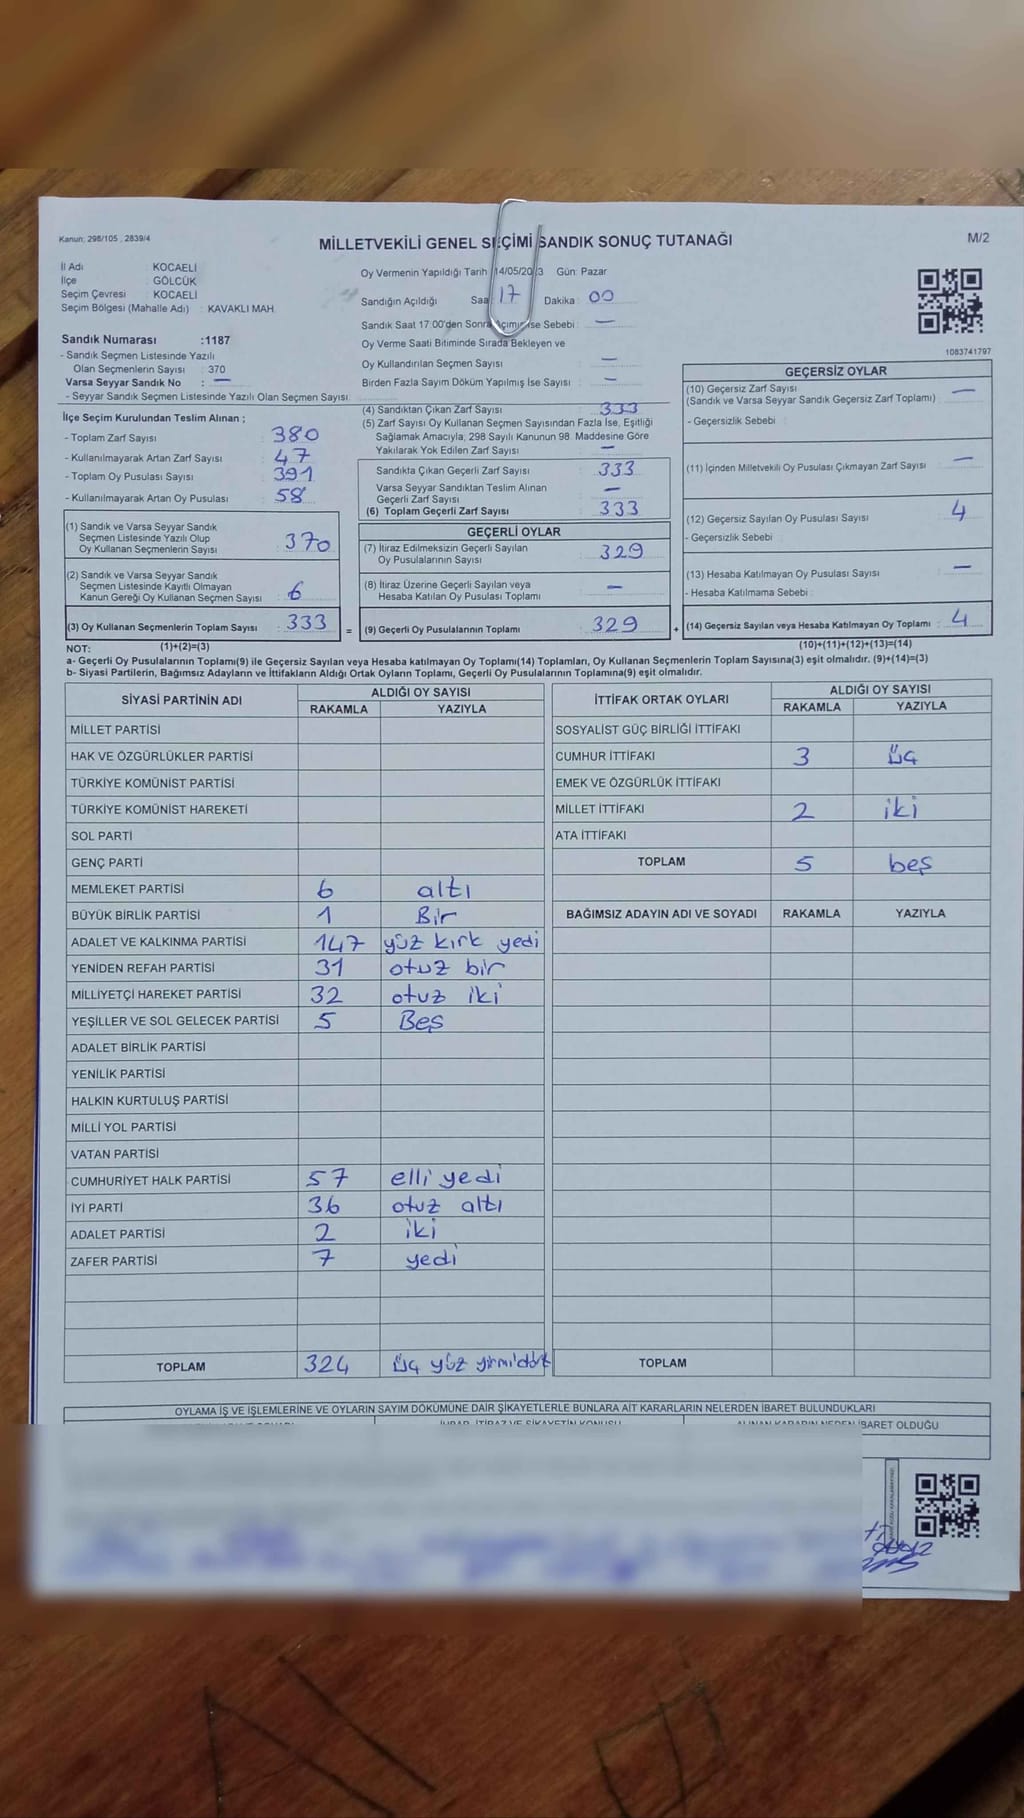 Kanun: 298/105 , 2839/4
MİLLETVEKİLİ GENEL SEÇİMİ SANDIK SONUÇ TUTANAĞI
M/2
İl Adı KOCAELİ
İlçe GÖLCÜK
Seçim Çevresi : KOCAELİ
Seçim Bölgesi (Mahalle Adı) : KAVAKLI MAH.
Oy Vermenin Yapıldığı Tarih 14/05/2023 Gün: Pazar
Sandığın Açıldığı Saat 17 Dakika : 00
Sandık Saat 17:00'den Sonra Açılmış İse Sebebi : —
Oy Verme Saati Bitiminde Sırada Bekleyen ve
Oy Kullandırılan Seçmen Sayısı —
Birden Fazla Sayım Döküm Yapılmış İse Sayısı : —
1083741797
Sandık Numarası :1187
- Sandık Seçmen Listesinde Yazılı
Olan Seçmenlerin Sayısı : 370
Varsa Seyyar Sandık No : —
- Seyyar Sandık Seçmen Listesinde Yazılı Olan Seçmen Sayısı:
İlçe Seçim Kurulundan Teslim Alınan ;
- Toplam Zarf Sayısı : 380
- Kullanılmayarak Artan Zarf Sayısı : 47
- Toplam Oy Pusulası Sayısı : 391
- Kullanılmayarak Artan Oy Pusulası : 58
(1) Sandık ve Varsa Seyyar Sandık
Seçmen Listesinde Yazılı Olup
Oy Kullanan Seçmenlerin Sayısı : 370
(2) Sandık ve Varsa Seyyar Sandık
Seçmen Listesinde Kayıtlı Olmayan
Kanun Gereği Oy Kullanan Seçmen Sayısı : 6
(3) Oy Kullanan Seçmenlerin Toplam Sayısı : 333
(4) Sandıktan Çıkan Zarf Sayısı : 333
(5) Zarf Sayısı Oy Kullanan Seçmen Sayısından Fazla İse, Eşitliği
Sağlamak Amacıyla, 298 Sayılı Kanunun 98. Maddesine Göre
Yakılarak Yok Edilen Zarf Sayısı : —
Sandıkta Çıkan Geçerli Zarf Sayısı : 333
Varsa Seyyar Sandıktan Teslim Alınan
Geçerli Zarf Sayısı : —
(6) Toplam Geçerli Zarf Sayısı : 333
GEÇERLİ OYLAR
(7) İtiraz Edilmeksizin Geçerli Sayılan
Oy Pusulalarının Sayısı : 329
(8) İtiraz Üzerine Geçerli Sayılan veya
Hesaba Katılan Oy Pusulası Toplamı : —
= (9) Geçerli Oy Pusulalarının Toplamı : 329
GEÇERSİZ OYLAR
(10) Geçersiz Zarf Sayısı
(Sandık ve Varsa Seyyar Sandık Geçersiz Zarf Toplamı) : —
- Geçersizlik Sebebi :
(11) İçinden Milletvekili Oy Pusulası Çıkmayan Zarf Sayısı : —
(12) Geçersiz Sayılan Oy Pusulası Sayısı : 4
- Geçersizlik Sebebi :
(13) Hesaba Katılmayan Oy Pusulası Sayısı : —
- Hesaba Katılmama Sebebi :
+ (14) Geçersiz Sayılan veya Hesaba Katılmayan Oy Toplamı : 4
NOT: (1)+(2)=(3)
(10)+(11)+(12)+(13)=(14)
a- Geçerli Oy Pusulalarının Toplamı(9) ile Geçersiz Sayılan veya Hesaba katılmayan Oy Toplamı(14) Toplamları, Oy Kullanan Seçmenlerin Toplam Sayısına(3) eşit olmalıdır. (9)+(14)=(3)
b- Siyasi Partilerin, Bağımsız Adayların ve İttifakların Aldığı Ortak Oyların Toplamı, Geçerli Oy Pusulalarının Toplamına(9) eşit olmalıdır.
SİYASİ PARTİNİN ADI ALDIĞI OY SAYISI
RAKAMLA YAZIYLA
MİLLET PARTİSİ
HAK VE ÖZGÜRLÜKLER PARTİSİ
TÜRKİYE KOMÜNİST PARTİSİ
TÜRKİYE KOMÜNİST HAREKETİ
SOL PARTİ
GENÇ PARTİ
MEMLEKET PARTİSİ 6 altı
BÜYÜK BİRLİK PARTİSİ 1 Bir
ADALET VE KALKINMA PARTİSİ 147 yüz kırk yedi
YENİDEN REFAH PARTİSİ 31 otuz bir
MİLLİYETÇİ HAREKET PARTİSİ 32 otuz iki
YEŞİLLER VE SOL GELECEK PARTİSİ 5 Beş
ADALET BİRLİK PARTİSİ
YENİLİK PARTİSİ
HALKIN KURTULUŞ PARTİSİ
MİLLİ YOL PARTİSİ
VATAN PARTİSİ
CUMHURİYET HALK PARTİSİ 57 elli yedi
İYİ PARTİ 36 otuz altı
ADALET PARTİSİ 2 iki
ZAFER PARTİSİ 7 yedi
TOPLAM 324 üç yüz yirmi dört
İTTİFAK ORTAK OYLARI ALDIĞI OY SAYISI
RAKAMLA YAZIYLA
SOSYALİST GÜÇ BİRLİĞİ İTTİFAKI
CUMHUR İTTİFAKI 3 üç
EMEK VE ÖZGÜRLÜK İTTİFAKI
MİLLET İTTİFAKI 2 iki
ATA İTTİFAKI
TOPLAM 5 beş
BAĞIMSIZ ADAYIN ADI VE SOYADI RAKAMLA YAZIYLA
TOPLAM
OYLAMA İŞ VE İŞLEMLERİNE VE OYLARIN SAYIM DÖKÜMÜNE DAİR ŞİKAYETLERLE BUNLARA AİT KARARLARIN NELERDEN İBARET BULUNDUKLARI
İHBAR, İTİRAZ VE ŞİKAYETİN KONUSU
ALINAN KARARIN NEDEN İBARET OLDUĞU